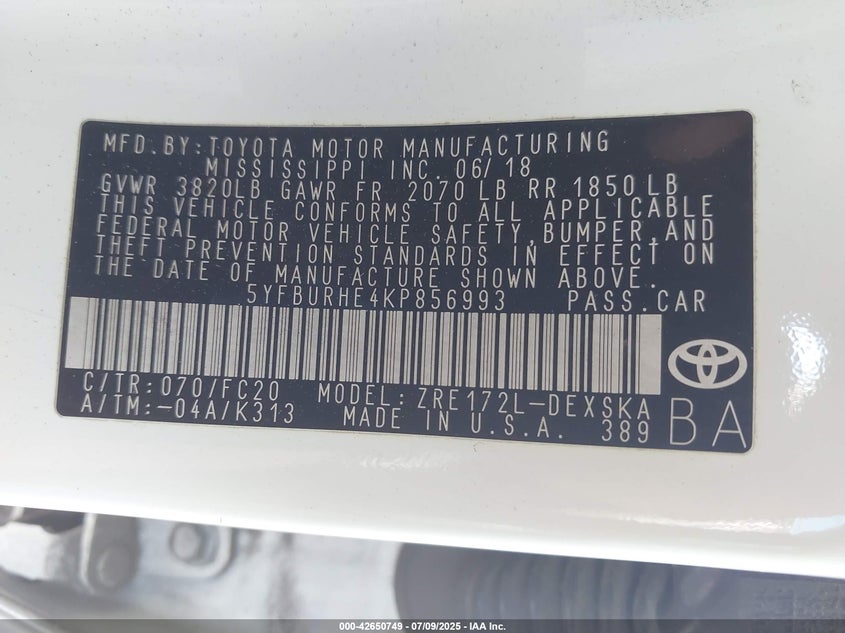 MFD. BY: TOYOTA MOTOR MANUFACTURING
MISSISSIPPI INC. 06/18
GVWR 3820LB GAWR FR 2070 LB RR 1850 LB
THIS VEHICLE CONFORMS TO ALL APPLICABLE
FEDERAL MOTOR VEHICLE SAFETY, BUMPER, AND
THEFT PREVENTION STANDARDS IN EFFECT ON
THE DATE OF MANUFACTURE SHOWN ABOVE.
5YFBURHE4KP856993 PASS. CAR
C/TR: 070/FC20 MODEL: ZRE172L-DEXSKA
A/TM: -04A/K313 MADE IN U.S.A. 389 BA
000-42650749 | 07/09/2025 | IAA Inc.